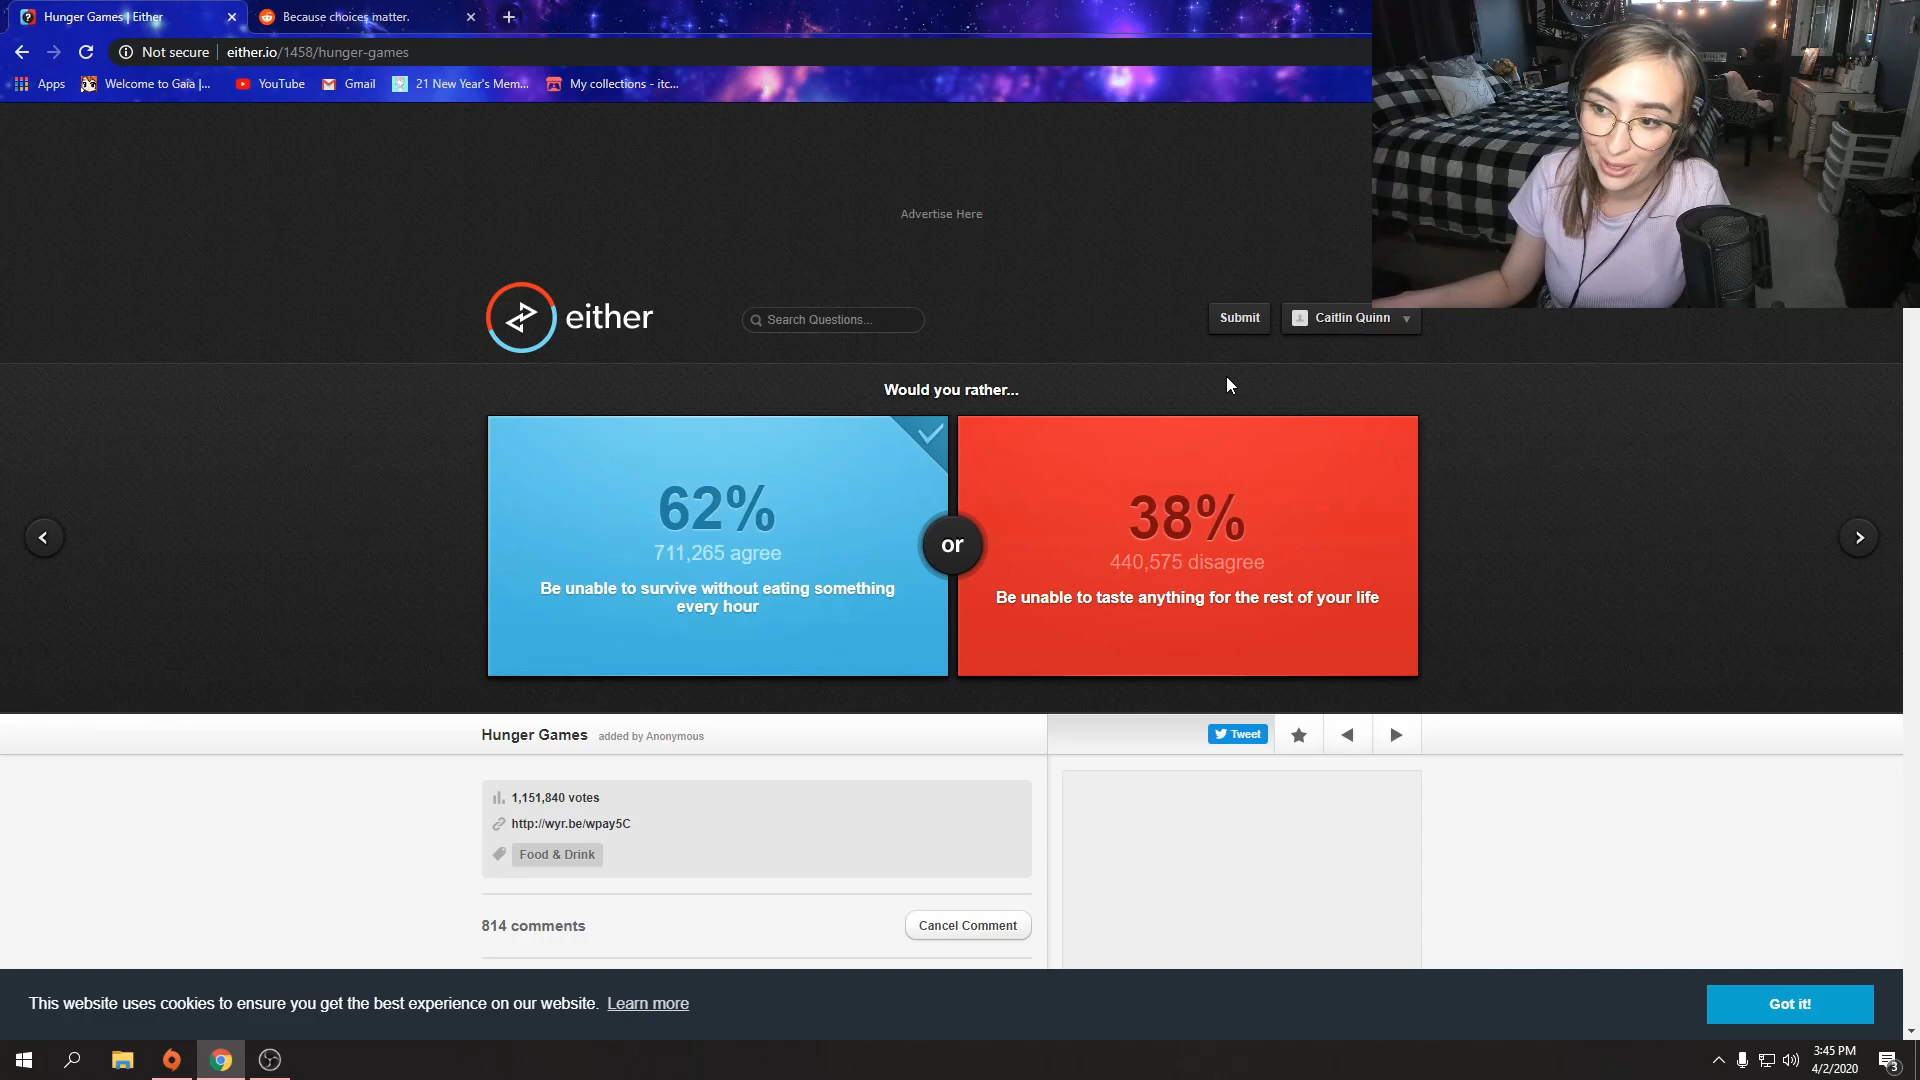 Hunger Games | Either
Because choices matter.
Not secure
either.io/1458/hunger-games
Apps
Welcome to Gaia |...
YouTube
Gmail
21 New Year's Mem...
My collections - itc...
Advertise Here
either
Search Questions...
Submit
Caitlin Quinn
Would you rather...
62%
711,265 agree
Be unable to survive without eating something
every hour
or
38%
440,575 disagree
Be unable to taste anything for the rest of your life
Hunger Games added by Anonymous
Tweet
1,151,840 votes
http://wyr.be/wpay5C
Food & Drink
814 comments
Cancel Comment
This website uses cookies to ensure you get the best experience on our website. Learn more
Got it!
3:45 PM
4/2/2020
3